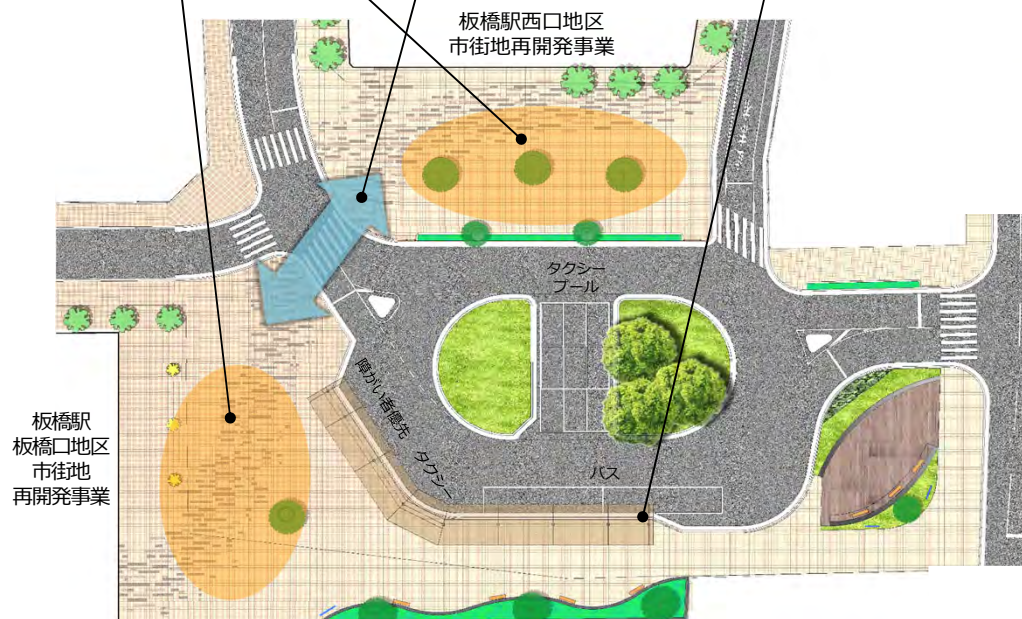 板橋駅西口地区
市街地再開発事業
タクシー
プール
障がい者優先
タクシー
バス
板橋駅
板橋口地区
市街地
再開発事業